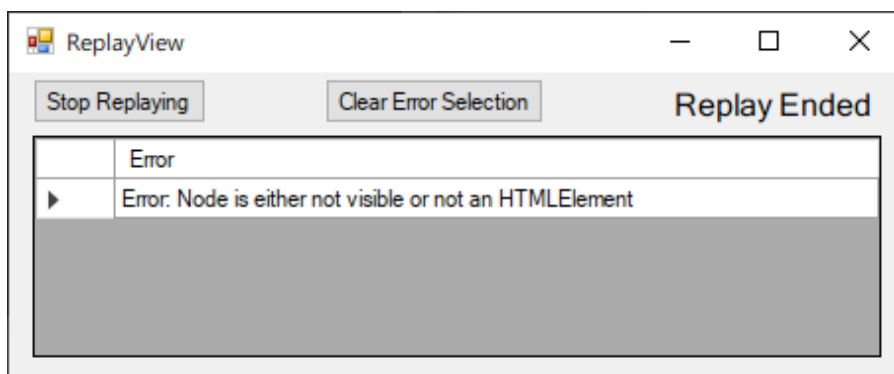 ReplayView
Stop Replaying
Clear Error Selection
Replay Ended
Error
Error: Node is either not visible or not an HTMLElement